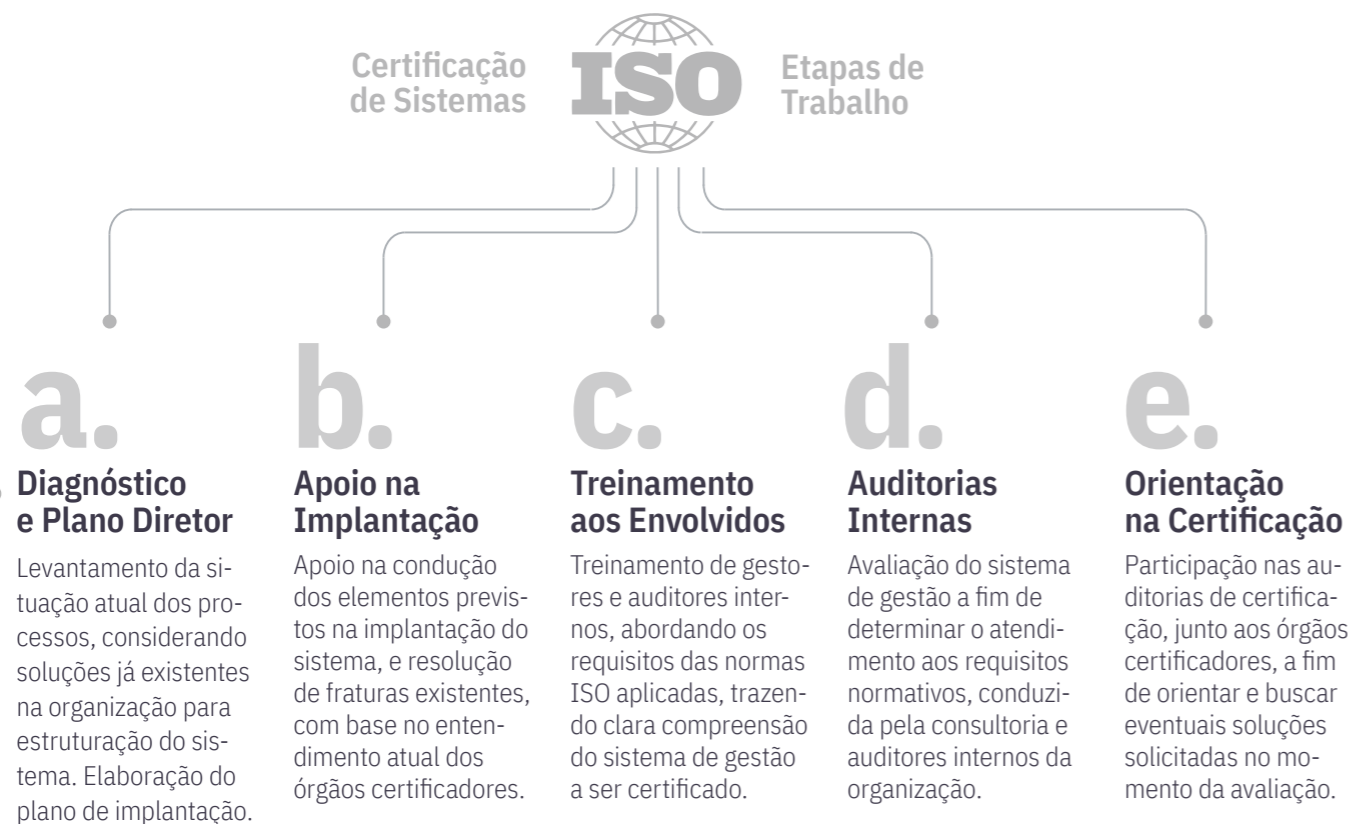 Certificação
de Sistemas
ISO
Etapas de
Trabalho
a.
Diagnóstico
e Plano Diretor
Levantamento da si-
tuação atual dos pro-
cessos, considerando
soluções já existentes
na organização para
estruturação do sis-
tema. Elaboração do
plano de implantação.
b.
Apoio na
Implantação
Apoio na condução
dos elementos previs-
tos na implantação do
sistema, e resolução
de fraturas existentes,
com base no enten-
dimento atual dos
órgãos certificadores.
c.
Treinamento
aos Envolvidos
Treinamento de gesto-
res e auditores inter-
nos, abordando os
requisitos das normas
ISO aplicadas, trazen-
do clara compreensão
do sistema de gestão
a ser certificado.
d.
Auditorias
Internas
Avaliação do sistema
de gestão a fim de
determinar o atendi-
mento aos requisitos
normativos, conduzi-
da pela consultoria e
auditores internos da
organização.
e.
Orientação
na Certificação
Participação nas au-
ditorias de certifica-
ção, junto aos órgãos
certificadores, a fim
de orientar e buscar
eventuais soluções
solicitadas no mo-
mento da avaliação.